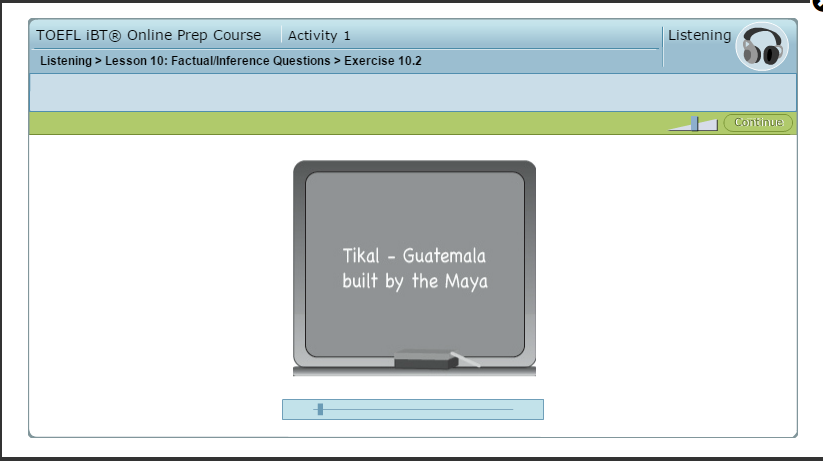 TOEFL iBT® Online Prep Course Activity 1 Listening
Listening > Lesson 10: Factual/Inference Questions > Exercise 10.2
Continue
Tikal - Guatemala
built by the Maya